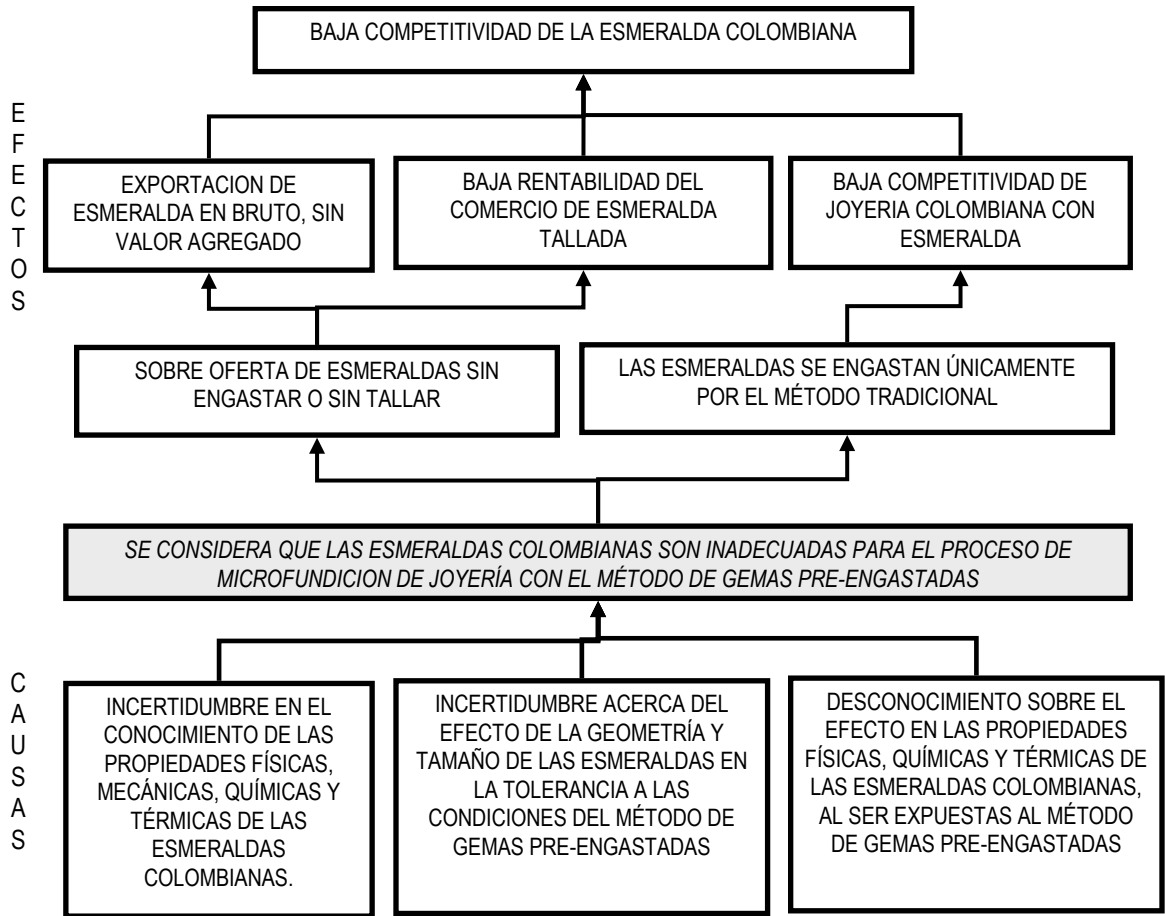 BAJA COMPETITIVIDAD DE LA ESMERALDA COLOMBIANA
E
F
E
C
T
O
S
EXPORTACION DE
ESMERALDA EN BRUTO, SIN
VALOR AGREGADO
BAJA RENTABILIDAD DEL
COMERCIO DE ESMERALDA
TALLADA
BAJA COMPETITIVIDAD DE
JOYERIA COLOMBIANA CON
ESMERALDA
SOBRE OFERTA DE ESMERALDAS SIN
ENGASTAR O SIN TALLAR
LAS ESMERALDAS SE ENGASTAN ÚNICAMENTE
POR EL MÉTODO TRADICIONAL
SE CONSIDERA QUE LAS ESMERALDAS COLOMBIANAS SON INADECUADAS PARA EL PROCESO DE
MICROFUNDICION DE JOYERÍA CON EL MÉTODO DE GEMAS PRE-ENGASTADAS
C
A
U
S
A
S
INCERTIDUMBRE EN EL
CONOCIMIENTO DE LAS
PROPIEDADES FÍSICAS,
MECÁNICAS, QUÍMICAS Y
TÉRMICAS DE LAS
ESMERALDAS
COLOMBIANAS.
INCERTIDUMBRE ACERCA DEL
EFECTO DE LA GEOMETRÍA Y
TAMAÑO DE LAS ESMERALDAS EN
LA TOLERANCIA A LAS
CONDICIONES DEL MÉTODO DE
GEMAS PRE-ENGASTADAS
DESCONOCIMIENTO SOBRE EL
EFECTO EN LAS PROPIEDADES
FÍSICAS, QUÍMICAS Y TÉRMICAS DE
LAS ESMERALDAS COLOMBIANAS,
AL SER EXPUESTAS AL MÉTODO
DE GEMAS PRE-ENGASTADAS